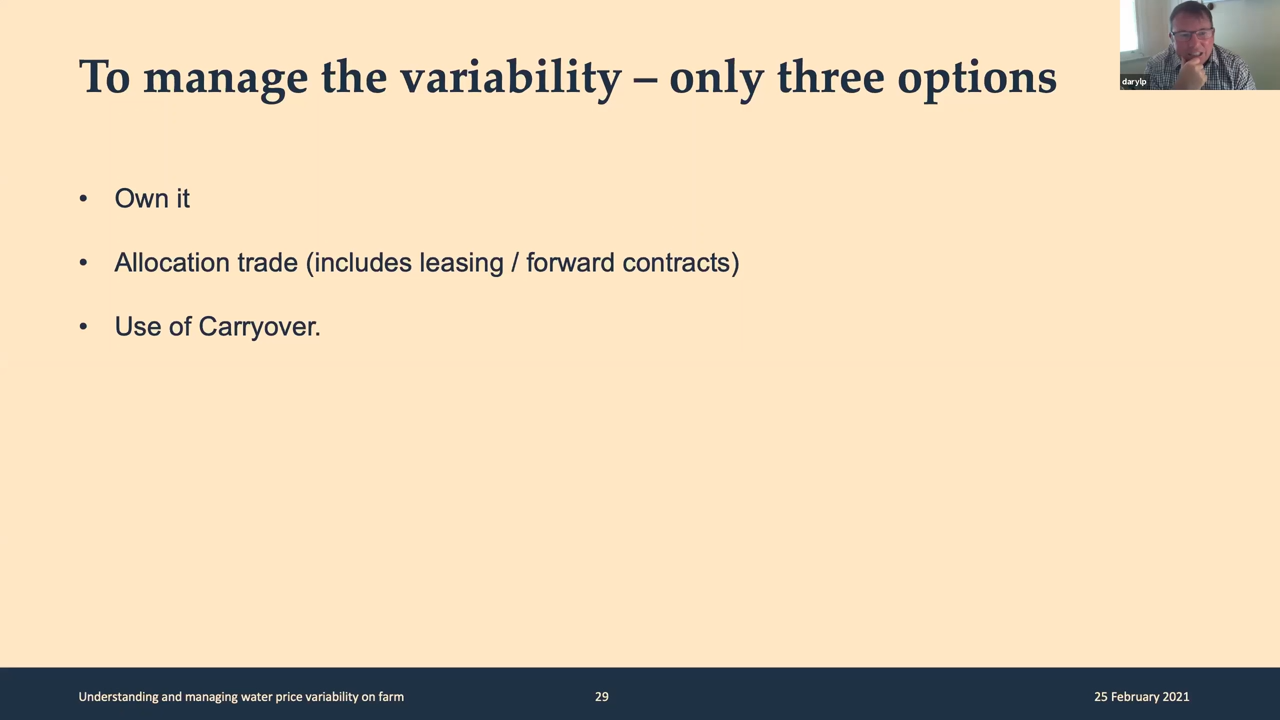 To manage the variability – only three options
darylp
• Own it
• Allocation trade (includes leasing / forward contracts)
• Use of Carryover.
Understanding and managing water price variability on farm
29
25 February 2021